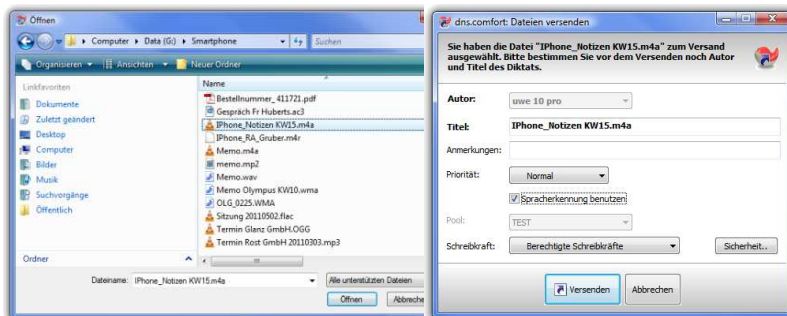 Öffnen
Computer ▸ Data (G:) ▸ Smartphone
Suchen
Organisieren
Ansichten
Neuer Ordner
Linkfavoriten
Dokumente
Zuletzt geändert
Desktop
Computer
Bilder
Musik
Suchvorgänge
Öffentlich
Ordner
Name
Bestellnummer_ 411721.pdf
Gespräch Fr Huberts.ac3
IPhone_Notizen KW15.m4a
IPhone_RA_Gruber.m4r
Memo.m4a
memo.mp2
Memo.wav
Memo Olympus KW10.wma
OLG_0225.WMA
Sitzung 20110502.flac
Termin Glanz GmbH.OGG
Termin Rost GmbH 20110303.mp3
Dateiname: IPhone_Notizen KW15.m4a
Alle unterstützten Dateien
Öffnen
Abbreche
dns.comfort: Dateien versenden
Sie haben die Datei "IPhone_Notizen KW15.m4a" zum Versand
ausgewählt. Bitte bestimmen Sie vor dem Versenden noch Autor
und Titel des Diktats.
Autor: uwe 10 pro
Titel: IPhone_Notizen KW15.m4a
Anmerkungen:
Priorität: Normal
Spracherkennung benutzen
Pool: TEST
Schreibkraft: Berechtigte Schreibkräfte
Sicherheit..
Versenden
Abbrechen